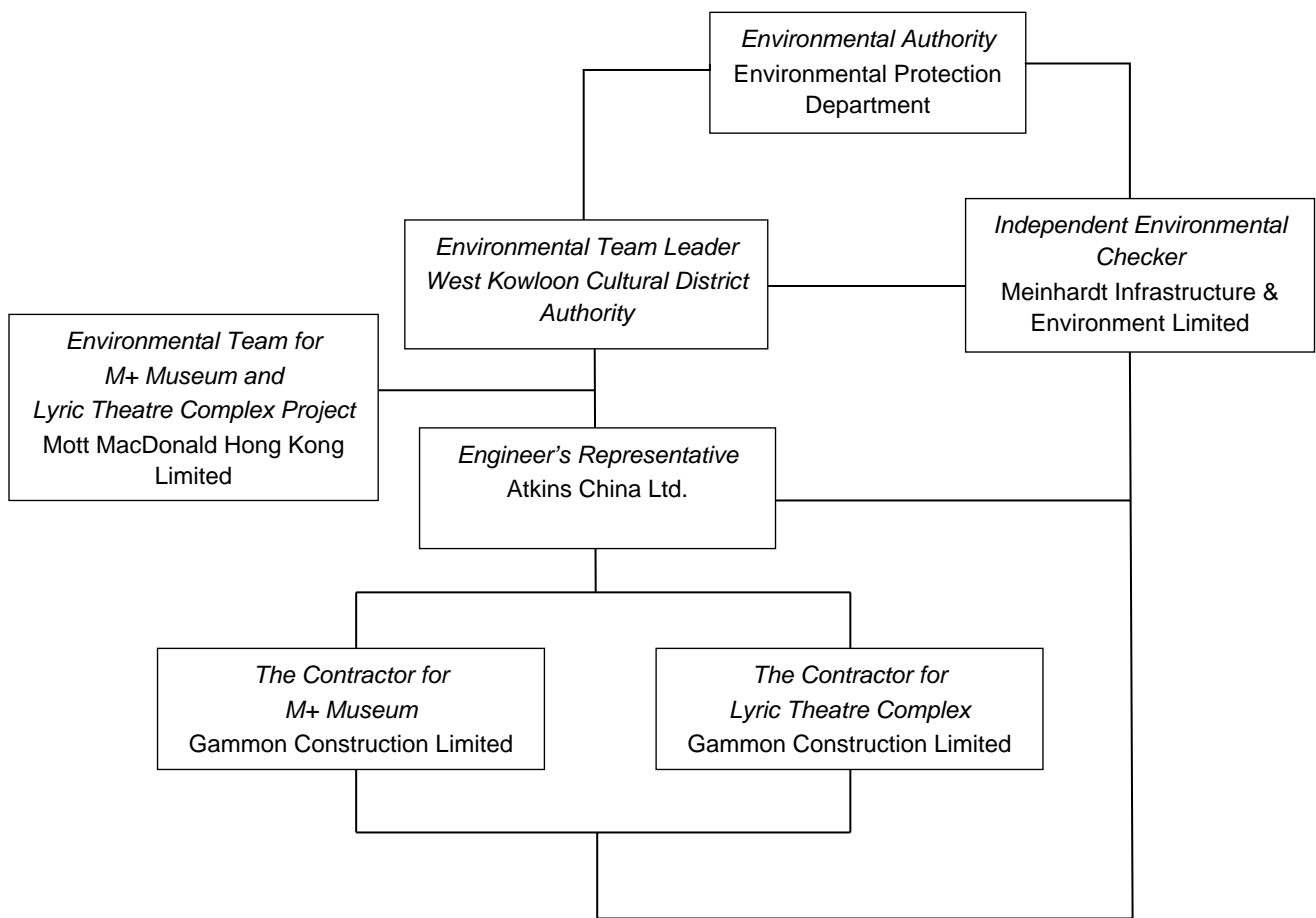 Environmental Authority
Environmental Protection
Department
Environmental Team Leader
West Kowloon Cultural District
Authority
Independent Environmental
Checker
Meinhardt Infrastructure &
Environment Limited
Environmental Team for
M+ Museum and
Lyric Theatre Complex Project
Mott MacDonald Hong Kong
Limited
Engineer’s Representative
Atkins China Ltd.
The Contractor for
M+ Museum
Gammon Construction Limited
The Contractor for
Lyric Theatre Complex
Gammon Construction Limited